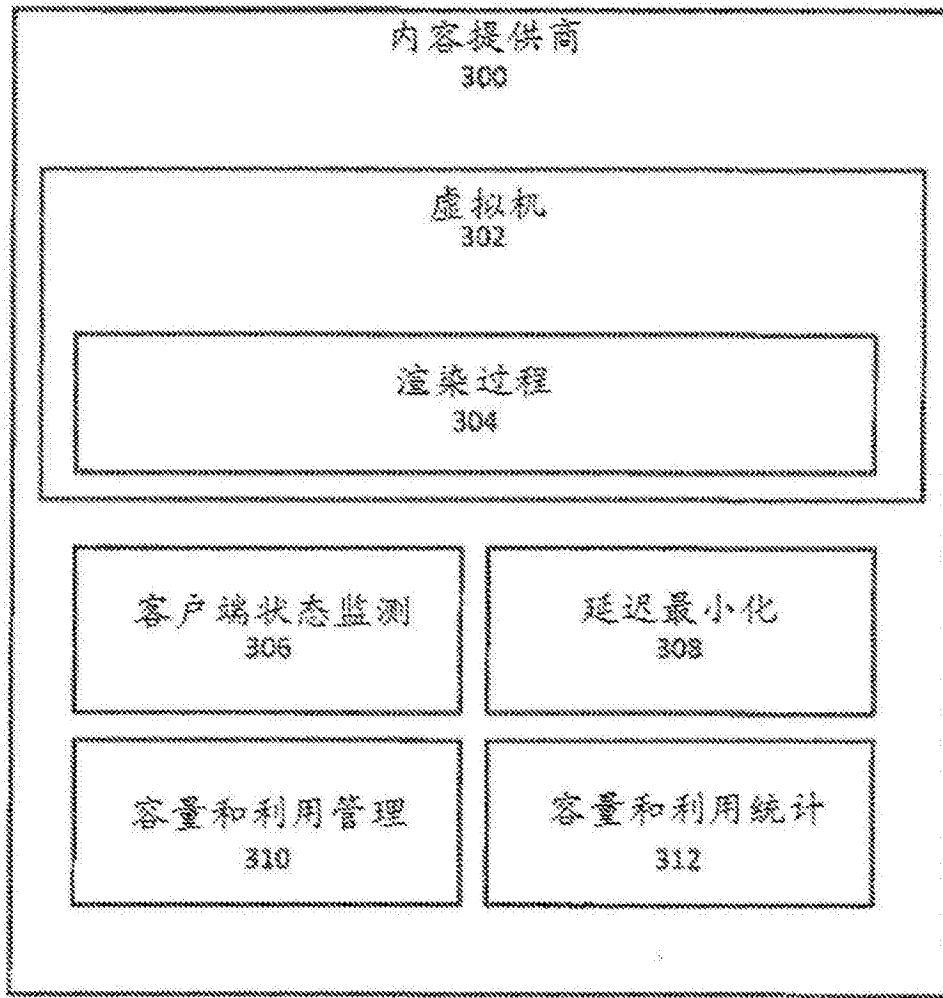 内容提供商
300
虚拟机
302
渲染过程
304
客户端状态监测
306
延迟最小化
308
容量和利用管理
310
容量和利用統计
312